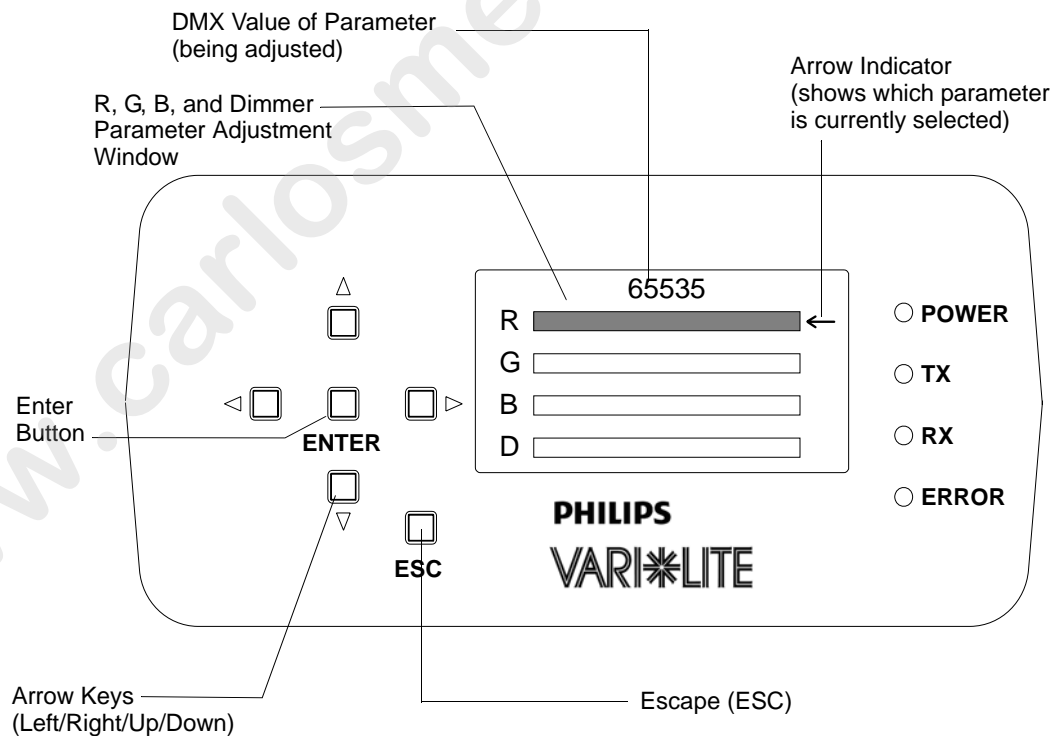 DMX Value of Parameter
(being adjusted)
Arrow Indicator
(shows which parameter
is currently selected)
R, G, B, and Dimmer
Parameter Adjustment
Window
65535
R
G
B
D
POWER
TX
RX
ERROR
Enter
Button
ENTER
ESC
PHILIPS
VARI*LITE
Arrow Keys
(Left/Right/Up/Down)
Escape (ESC)
w.carlosme